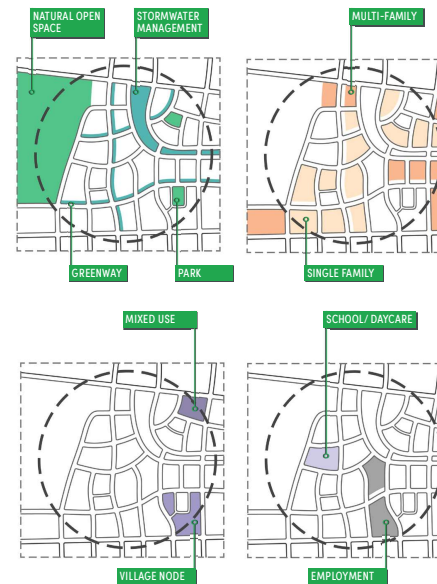 NATURAL OPEN
SPACE
STORMWATER
MANAGEMENT
MULTI-FAMILY
GREENWAY
PARK
SINGLE FAMILY
MIXED USE
SCHOOL/ DAYCARE
VILLAGE NODE
EMPLOYMENT